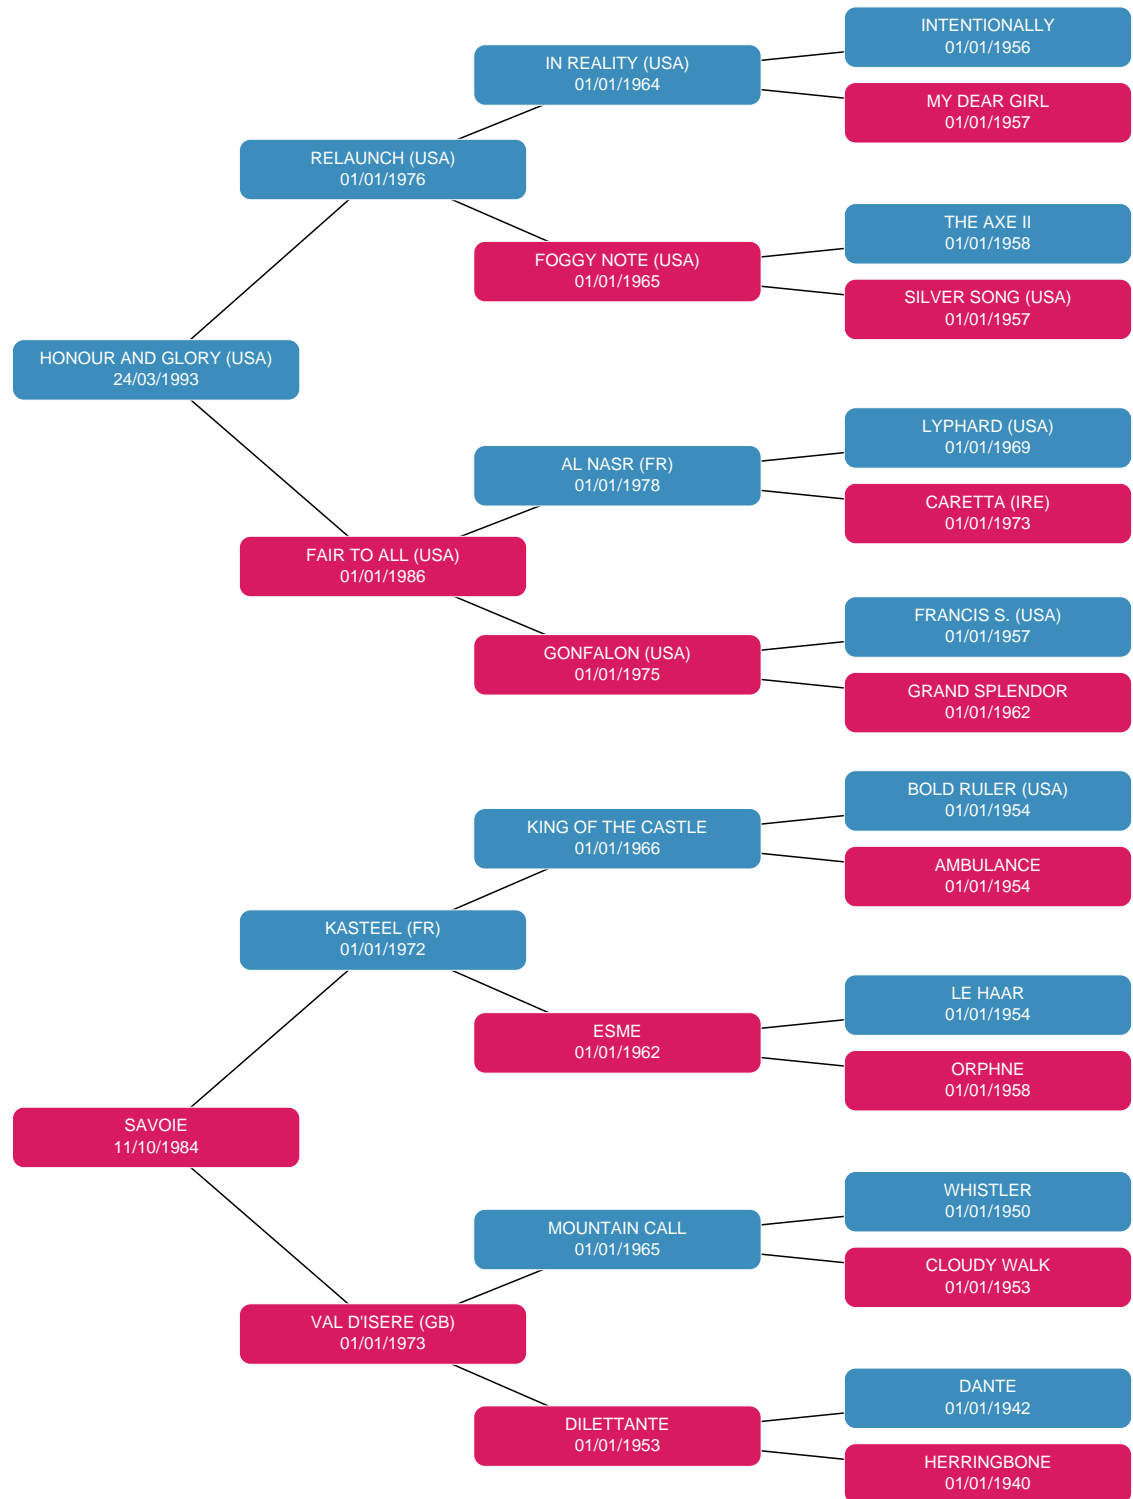 INTENTIONALLY
01/01/1956
IN REALITY (USA)
01/01/1964
MY DEAR GIRL
01/01/1957
RELAUNCH (USA)
01/01/1976
THE AXE II
01/01/1958
FOGGY NOTE (USA)
01/01/1965
SILVER SONG (USA)
01/01/1957
HONOUR AND GLORY (USA)
24/03/1993
LYPHARD (USA)
01/01/1969
AL NASR (FR)
01/01/1978
CARETTA (IRE)
01/01/1973
FAIR TO ALL (USA)
01/01/1986
FRANCIS S. (USA)
01/01/1957
GONFALON (USA)
01/01/1975
GRAND SPLENDOR
01/01/1962
BOLD RULER (USA)
01/01/1954
KING OF THE CASTLE
01/01/1966
AMBULANCE
01/01/1954
KASTEEL (FR)
01/01/1972
LE HAAR
01/01/1954
ESME
01/01/1962
ORPHNE
01/01/1958
SAVOIE
11/10/1984
WHISTLER
01/01/1950
MOUNTAIN CALL
01/01/1965
CLOUDY WALK
01/01/1953
VAL D'ISERE (GB)
01/01/1973
DANTE
01/01/1942
DILETTANTE
01/01/1953
HERRINGBONE
01/01/1940